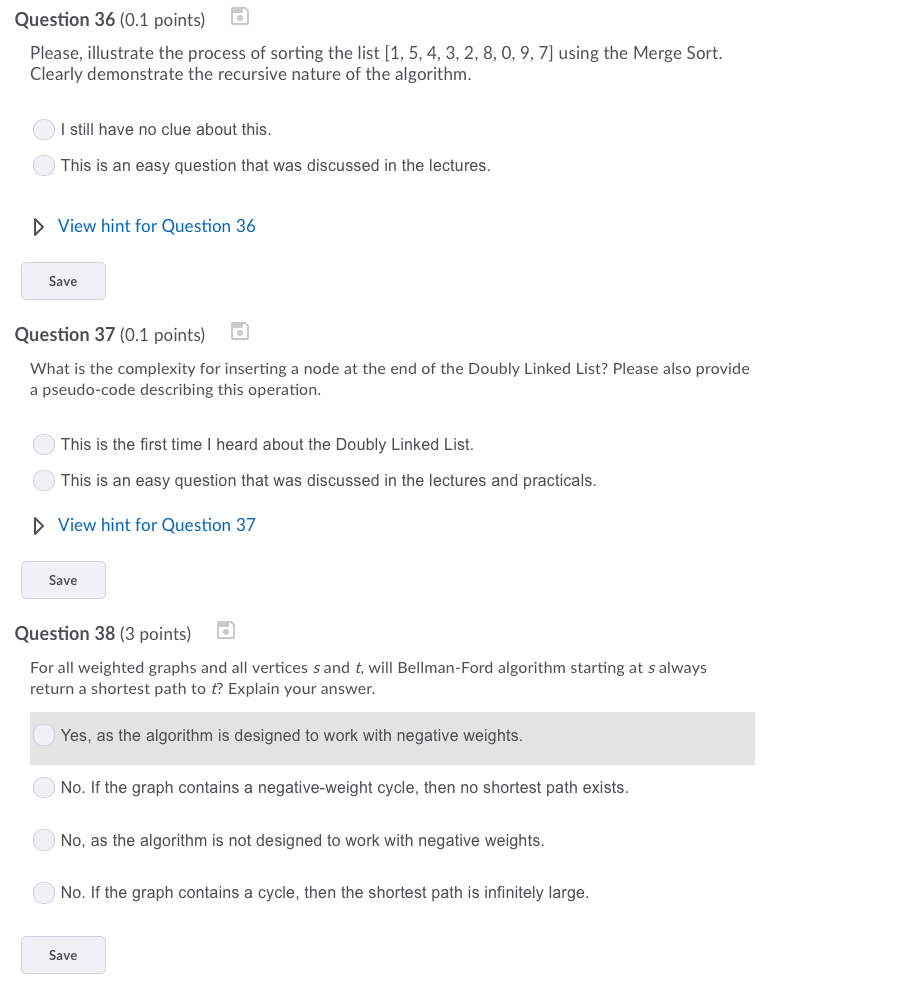 Question 36 (0.1 points)
Please, illustrate the process of sorting the list [1, 5, 4, 3, 2, 8, 0, 9, 7] using the Merge Sort.
Clearly demonstrate the recursive nature of the algorithm.
I still have no clue about this.
This is an easy question that was discussed in the lectures.
View hint for Question 36
Save
Question 37 (0.1 points)
What is the complexity for inserting a node at the end of the Doubly Linked List? Please also provide
a pseudo-code describing this operation.
This is the first time I heard about the Doubly Linked List.
This is an easy question that was discussed in the lectures and practicals.
View hint for Question 37
Save
Question 38 (3 points)
For all weighted graphs and all vertices s and t, will Bellman-Ford algorithm starting at s always
return a shortest path to t? Explain your answer.
Yes, as the algorithm is designed to work with negative weights.
No. If the graph contains a negative-weight cycle, then no shortest path exists.
No, as the algorithm is not designed to work with negative weights.
No. If the graph contains a cycle, then the shortest path is infinitely large.
Save